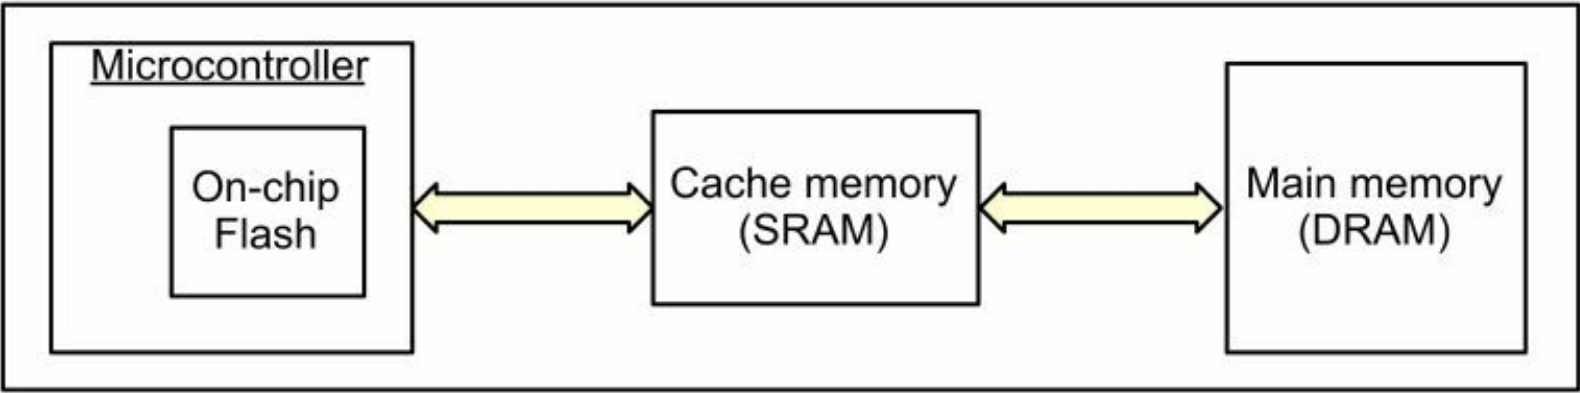 Microcontroller
On-chip
Flash
Cache memory
(SRAM)
Main memory
(DRAM)